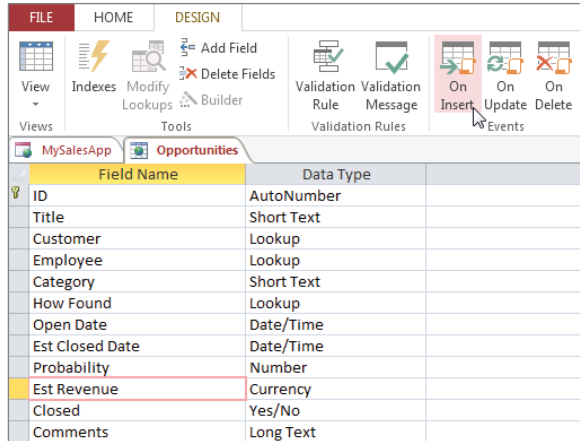 FILE HOME DESIGN
View
Indexes
Modify Lookups
Add Field
Delete Fields
Builder
Validation Rule
Validation Message
On Insert
On Update
On Delete
Views Tools Validation Rules Events
MySalesApp Opportunities
Field Name Data Type
ID AutoNumber
Title Short Text
Customer Lookup
Employee Lookup
Category Short Text
How Found Lookup
Open Date Date/Time
Est Closed Date Date/Time
Probability Number
Est Revenue Currency
Closed Yes/No
Comments Long Text